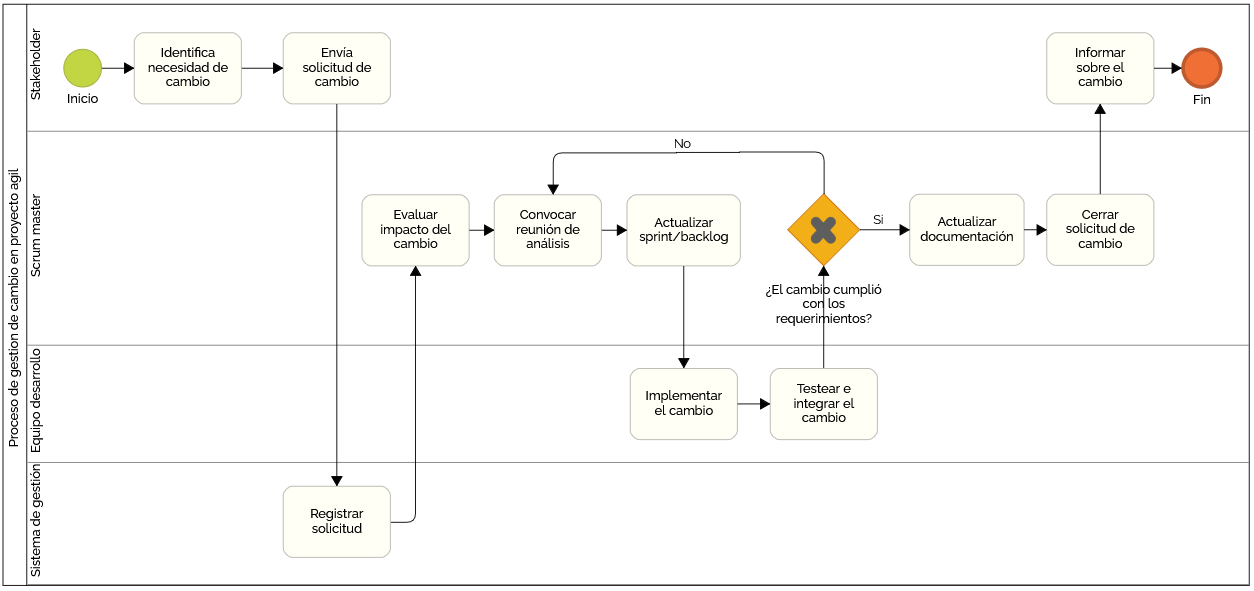 Proceso de gestion de cambio en proyecto agil
Stakeholder
Inicio
Identifica
necesidad de
cambio
Envía
solicitud de
cambio
Informar
sobre el
cambio
Fin
Scrum master
No
Evaluar
impacto del
cambio
Convocar
reunión de
análisis
Actualizar
sprint/backlog
¿El cambio cumplió
con los
requerimientos?
Si
Actualizar
documentación
Cerrar
solicitud de
cambio
Equipo desarrollo
Implementar
el cambio
Testear e
integrar el
cambio
Sistema de gestión
Registrar
solicitud